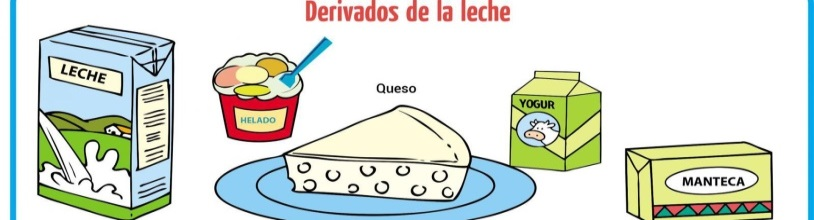 Derivados de la leche
LECHE
HELADO
Queso
YOGUR
MANTECA